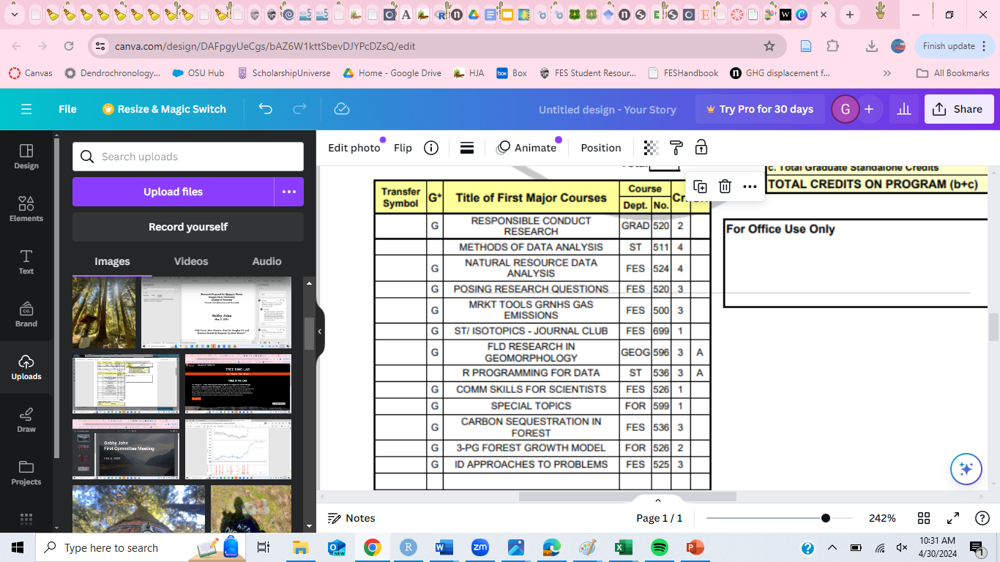 canva.com/design/DAFpgyUeCgs/bAZ6W1kttSbevDJYPcDZsQ/edit
Finish update
Canvas
Dendrochronology...
OSU Hub
ScholarshipUniverse
Home - Google Drive
HJA
Box
FES Student Resour...
FESHandbook
GHG displacement f...
All Bookmarks
File
Resize & Magic Switch
Untitled design - Your Story
Try Pro for 30 days
G
Share
Design
Elements
Text
Brand
Uploads
Draw
Projects
Search uploads
Upload files
Record yourself
Images Videos Audio
Gabby John
May 2, 2024
TREE RING LAB
Gabby John
First Committee Meeting
Edit photo
Flip
Animate
Position
c. Total Graduate Standalone Credits
TOTAL CREDITS ON PROGRAM (b+c)
For Office Use Only
Transfer Symbol G* Title of First Major Courses Course Dept. No.
G RESPONSIBLE CONDUCT RESEARCH GRAD 520 2
METHODS OF DATA ANALYSIS ST 511 4
G NATURAL RESOURCE DATA ANALYSIS FES 524 4
G POSING RESEARCH QUESTIONS FES 520 3
G MRKT TOOLS GRNHS GAS EMISSIONS FES 500 3
G ST/ ISOTOPICS - JOURNAL CLUB FES 699 1
G FLD RESEARCH IN GEOMORPHOLOGY GEOG 596 3 A
R PROGRAMMING FOR DATA ST 536 3 A
G COMM SKILLS FOR SCIENTISTS FES 526 1
G SPECIAL TOPICS FOR 599 1
G CARBON SEQUESTRATION IN FOREST FES 536 3
G 3-PG FOREST GROWTH MODEL FOR 526 2
G ID APPROACHES TO PROBLEMS FES 525 3
Notes
Page 1 / 1
242%
Type here to search
10:31 AM
4/30/2024